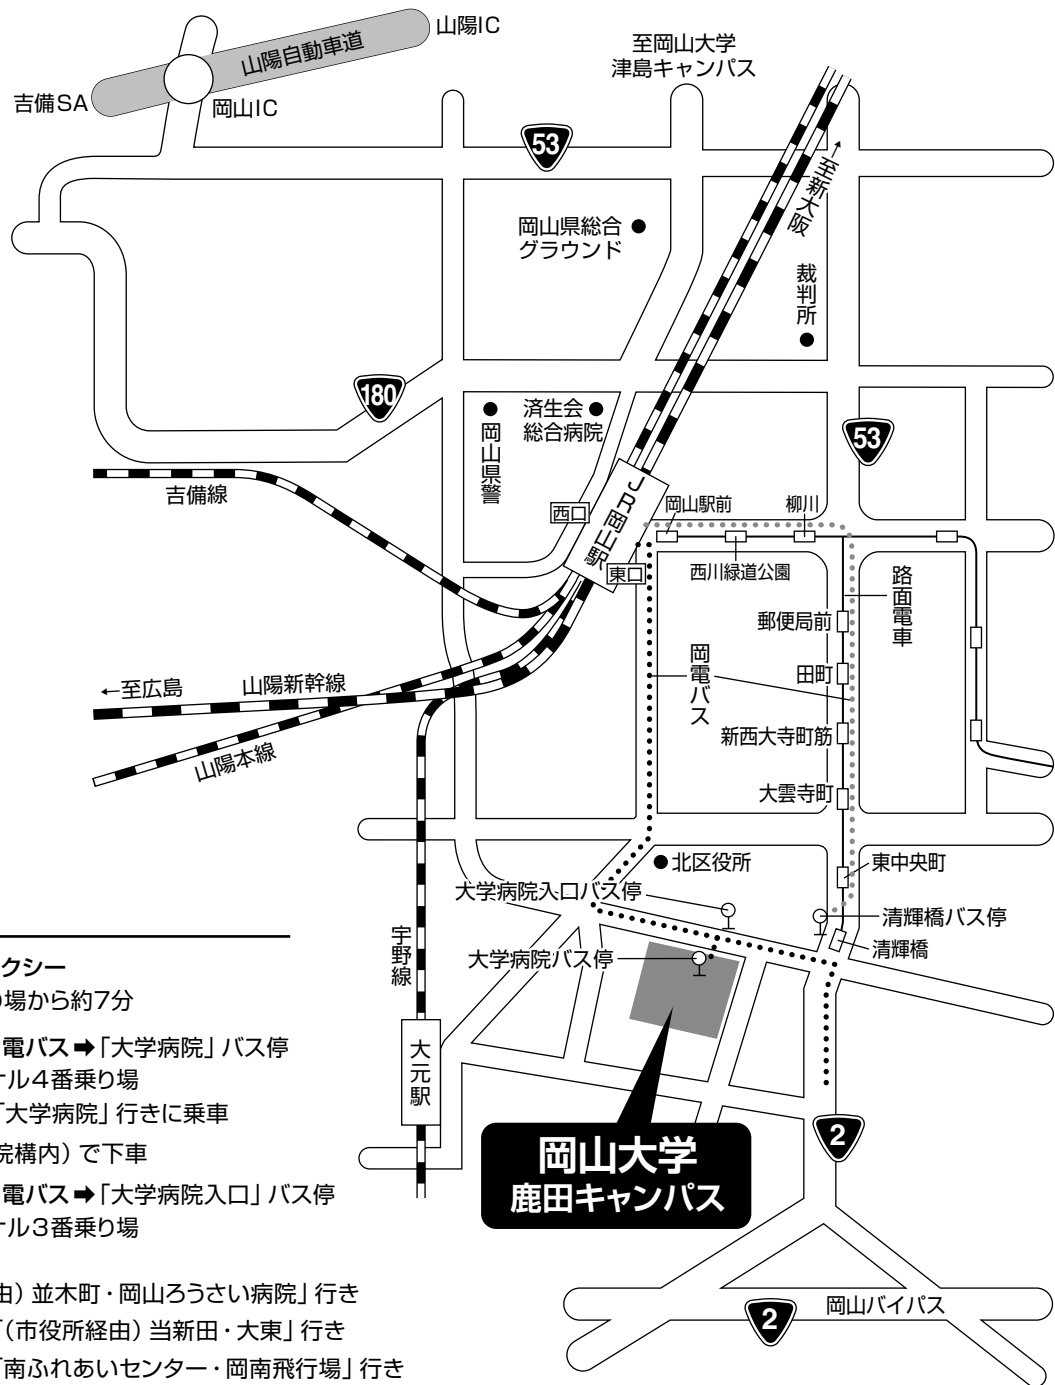 山陽IC
山陽自動車道
吉備SA
岡山IC
至岡山大学
津島キャンパス
53
至新大阪→
岡山県総合
グラウンド
裁判所
180
岡山県警
済生会
総合病院
53
吉備線
JR岡山駅
西口
東口
岡山駅前
柳川
西川緑道公園
路面電車
郵便局前
岡電バス
田町
新西大寺町筋
大雲寺町
←至広島
山陽新幹線
山陽本線
北区役所
東中央町
大学病院入口バス停
清輝橋バス停
清輝橋
宇野線
大学病院バス停
大元駅
岡山大学
鹿田キャンパス
2
岡山バイパス
2
クシー
場から約7分
電バス➡「大学病院」バス停
ナル4番乗り場
「大学病院」行きに乗車
院構内)で下車
電バス➡「大学病院入口」バス停
ナル3番乗り場
由) 並木町・岡山ろうさい病院」行き
「(市役所経由) 当新田・大東」行き
「南ふれあいセンター・岡南飛行場」行き